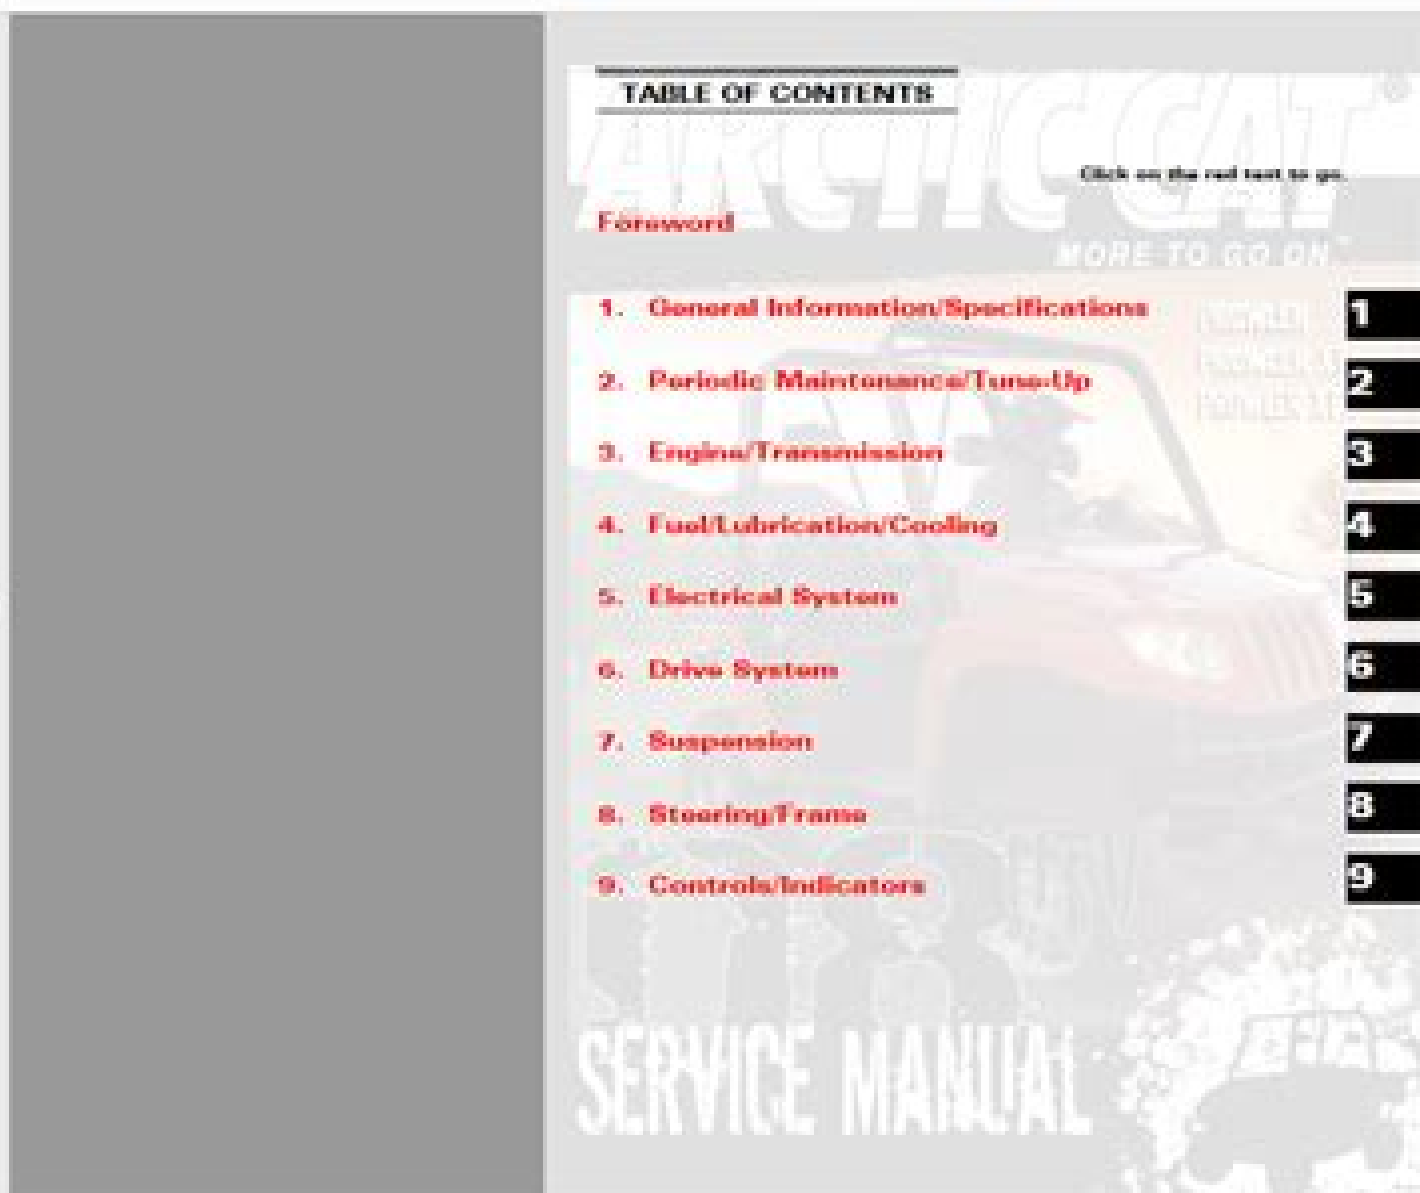 TABLE OF CONTENTS
ARCTIC CAT®
Click on the red text to go.
Foreword
MORE TO GO ON™
1. General Information/Specifications
1
2. Periodic Maintenance/Tune-Up
2
3. Engine/Transmission
3
4. Fuel/Lubrication/Cooling
4
5. Electrical System
5
6. Drive System
6
7. Suspension
7
8. Steering/Frame
8
9. Controls/Indicators
9
SERVICE MANUAL